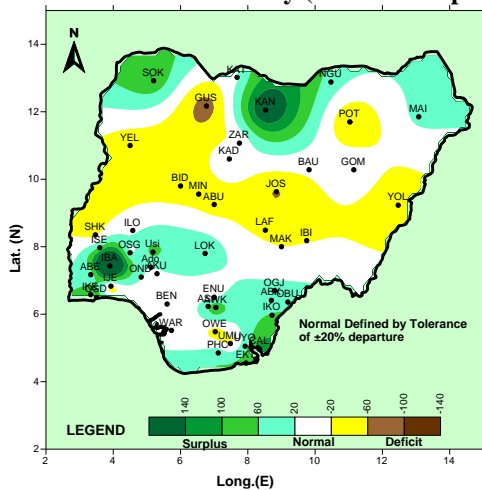 N
14
12
10
8
6
4
2
Lat. (N)
SOK
KAT
NGU
GUS
KAN
POT
MAI
YEL
ZAR
KAD
BAU
GOM
BID
MIN
ABU
JOS
YOL
SHK
ILO
LAF
IBI
ISE
OSG
Usi
LOK
MAK
IBA
ABE
Ado
AKU
OND
IJE
IKE
OSD
BEN
ENU
AWK
OGJ
OBU
IKO
WAR
OWE
UMU
UYO
CAL
PHC
EKT
Normal Defined by Tolerance
of ±20% departure
LEGEND
140
100
60
20
-20
-60
-100
-140
Surplus
Normal
Deficit
2
4
6
8
10
12
14
Long.(E)